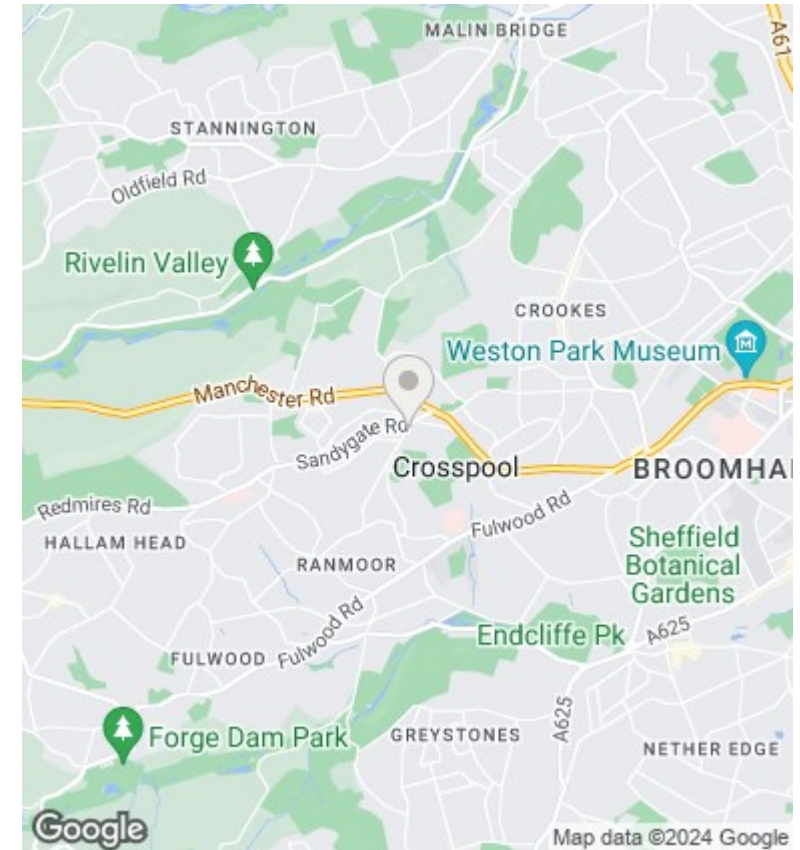 MALIN BRIDGE
A61
STANNINGTON
Oldfield Rd
Rivelin Valley
CROOKES
Weston Park Museum
Manchester Rd
Sandygate Rd
Crosspool
BROOMHA
Redmires Rd
Fulwood Rd
HALLAM HEAD
Sheffield
Botanical
Gardens
RANMOOR
Endcliffe Pk
A625
Fulwood Rd
FULWOOD
A625
Forge Dam Park
GREYSTONES
NETHER EDGE
Google
Map data ©2024 Google